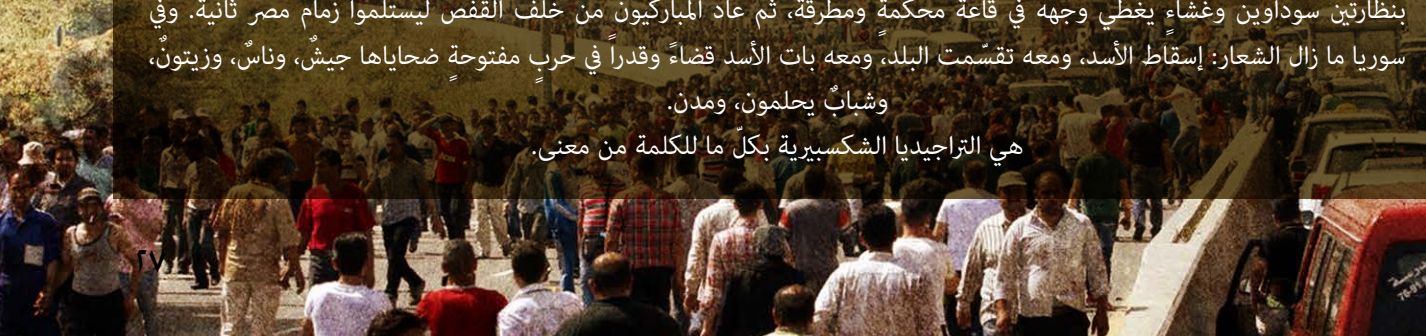 بنظارتين سوداوين وغشاءٍ يغطي وجهه في قاعة محكمةٍ ومطرقة، ثم عاد المباركيون من خلف القفص ليستلموا زمام مصر ثانية. وفي
سوريا ما زال الشعار: إسقاط الأسد، ومعه تقسّمت البلد، ومعه بات الأسد قضاءً وقدراً في حربٍ مفتوحةٍ ضحاياها جيشٌ، وناسٌ، وزيتونٌ،
وشبابٌ يحلمون، ومدن.
هي التراجيديا الشكسبيرية بكلّ ما للكلمة من معنى.
٢٧